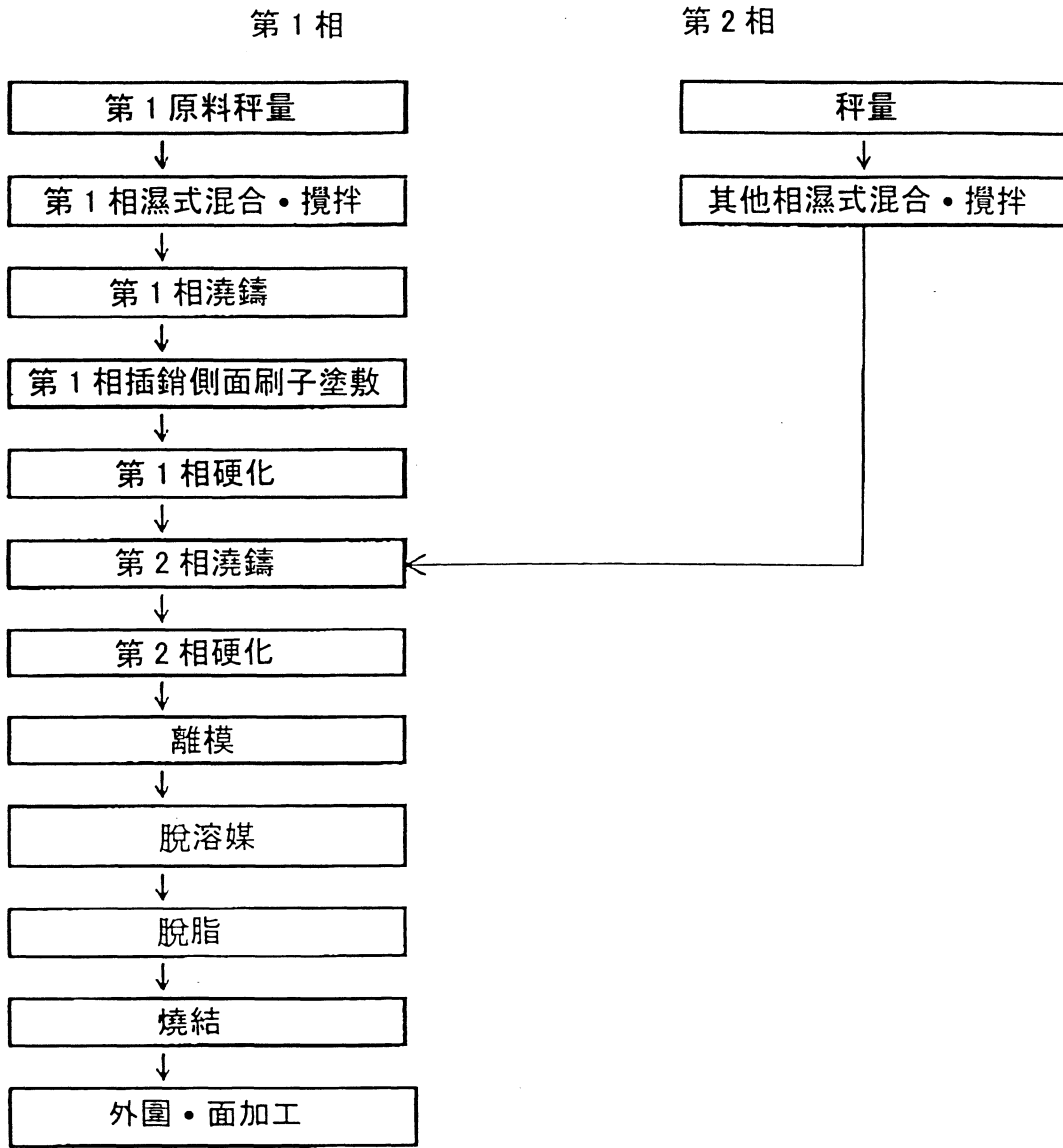 第1相
第2相
第1原料秤量
秤量
第1相濕式混合•攪拌
其他相濕式混合•攪拌
第1相澆鑄
第1相插銷側面刷子塗敷
第1相硬化
第2相澆鑄
第2相硬化
離模
脫溶媒
脫脂
燒結
外圍•面加工